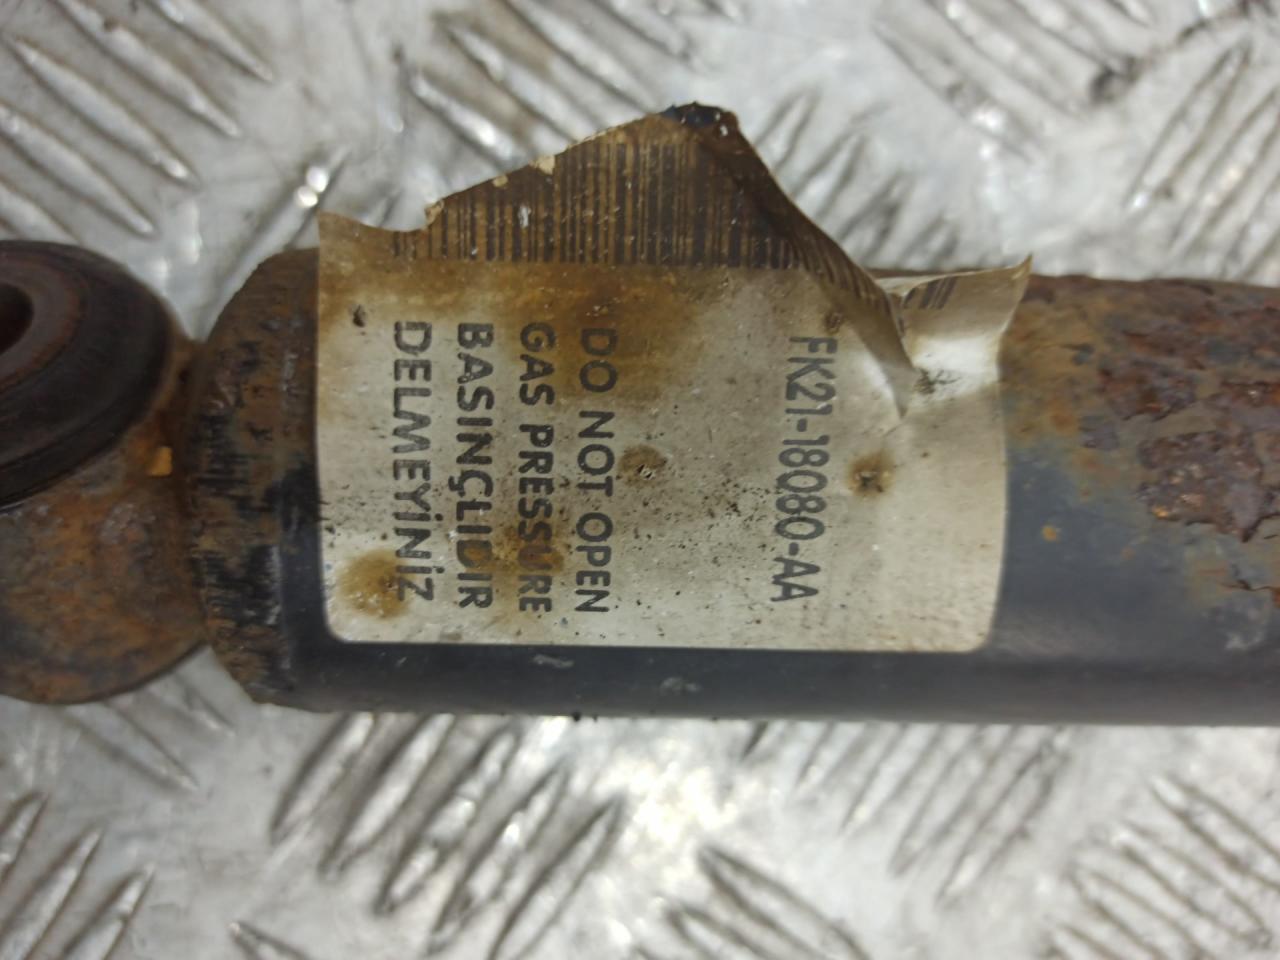 FK21-18080-AA
DO NOT OPEN
GAS PRESSURE
BASINÇLIDIR
DELMEYİNİZ